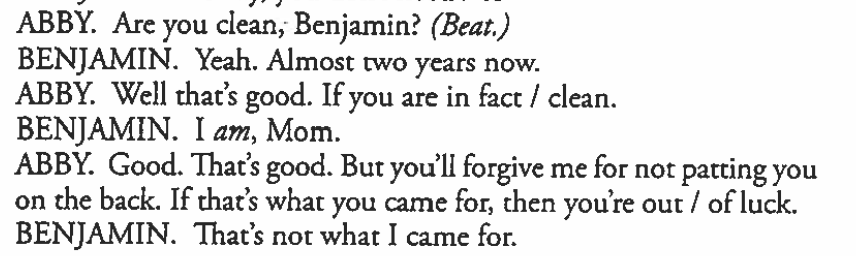 ABBY. Are you clean, Benjamin? (Beat.)
BENJAMIN. Yeah. Almost two years now.
ABBY. Well that's good. If you are in fact / clean.
BENJAMIN. I am, Mom.
ABBY. Good. That's good. But you'll forgive me for not patting you
on the back. If that's what you came for, then you're out / of luck.
BENJAMIN. That's not what I came for.